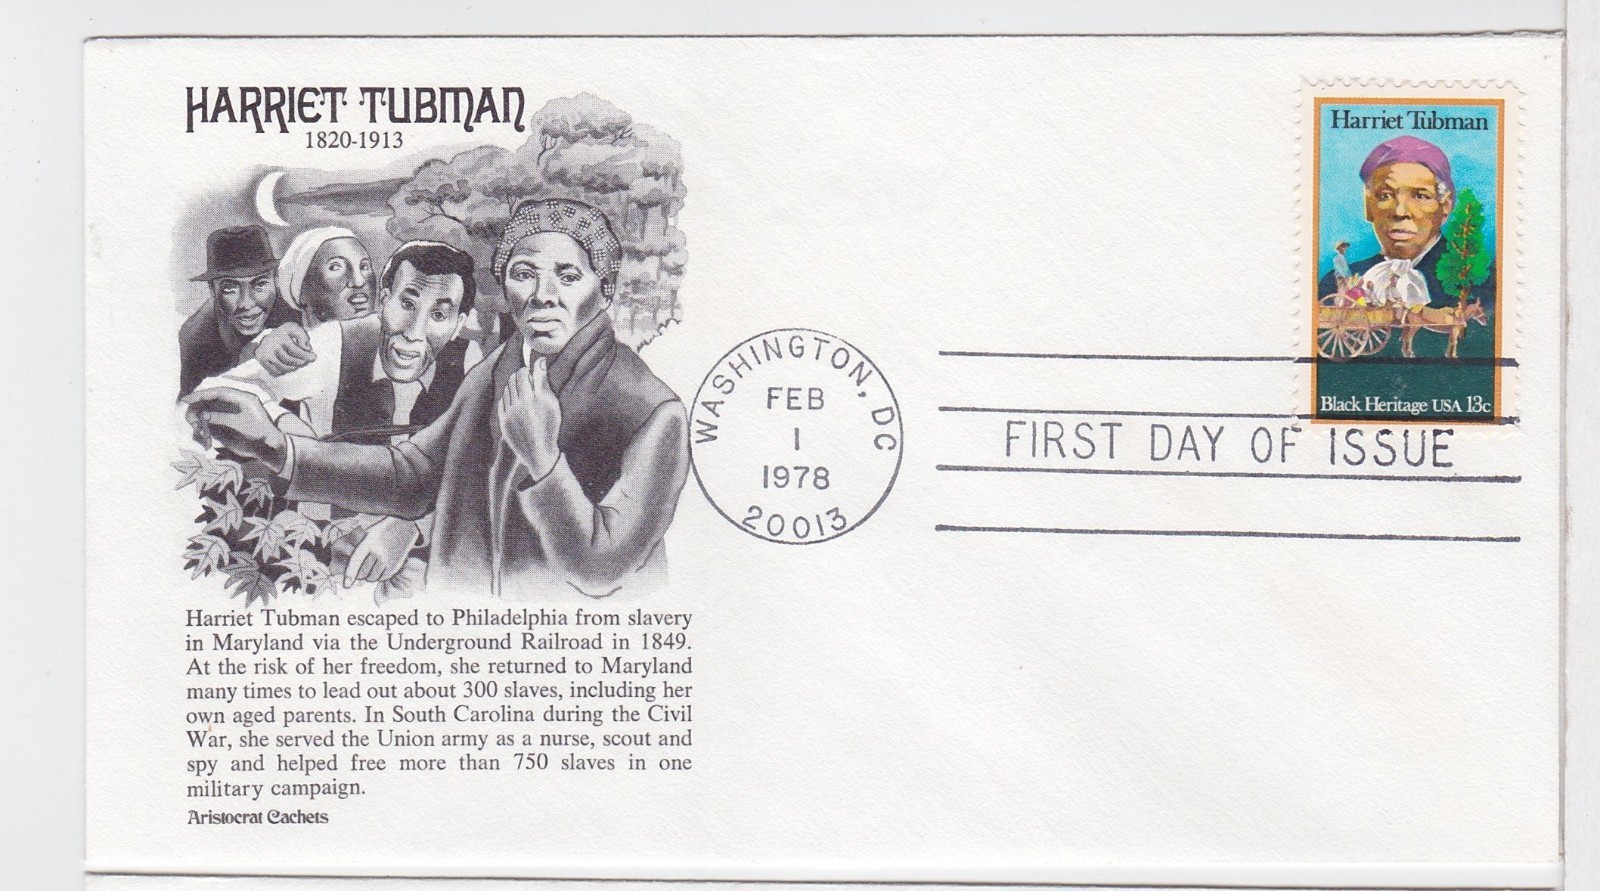 HARRIET TUBMAN
1820-1913
Harriet Tubman escaped to Philadelphia from slavery
in Maryland via the Underground Railroad in 1849.
At the risk of her freedom, she returned to Maryland
many times to lead out about 300 slaves, including her
own aged parents. In South Carolina during the Civil
War, she served the Union army as a nurse, scout and
spy and helped free more than 750 slaves in one
military campaign.
Aristocrat Cachets
WASHINGTON, DC
FEB
1
1978
20013
FIRST DAY OF ISSUE
Harriet Tubman
Black Heritage USA 13c